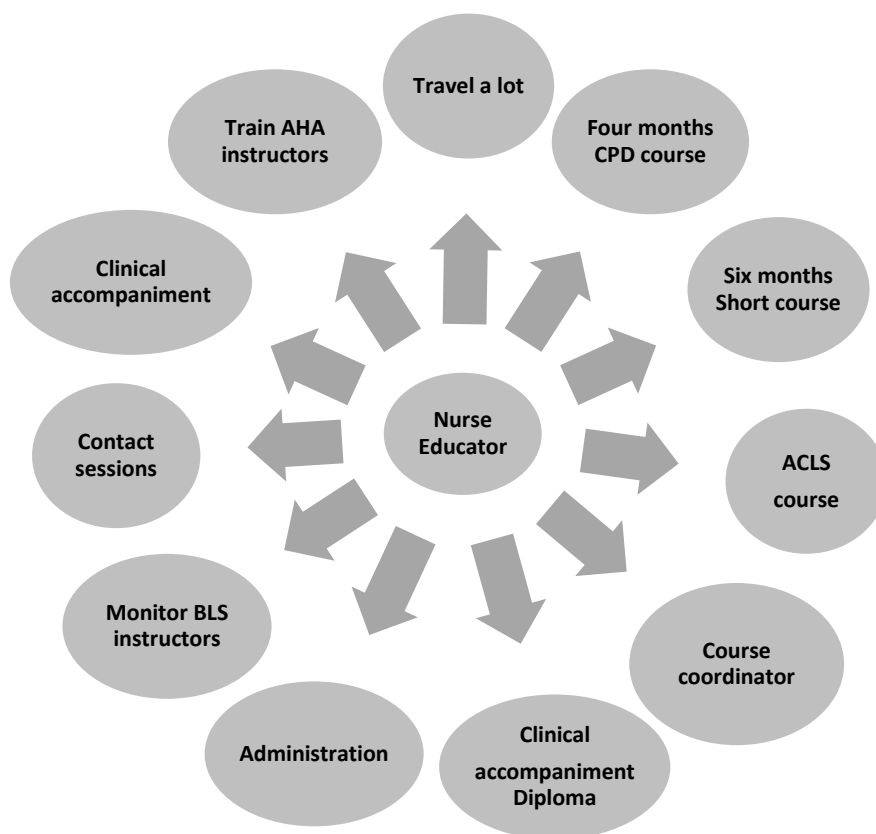 Travel a lot
Four months
CPD course
Six months
Short course
ACLS
course
Course
coordinator
Clinical
accompaniment
Diploma
Administration
Monitor BLS
instructors
Contact
sessions
Clinical
accompaniment
Train AHA
instructors
Nurse
Educator